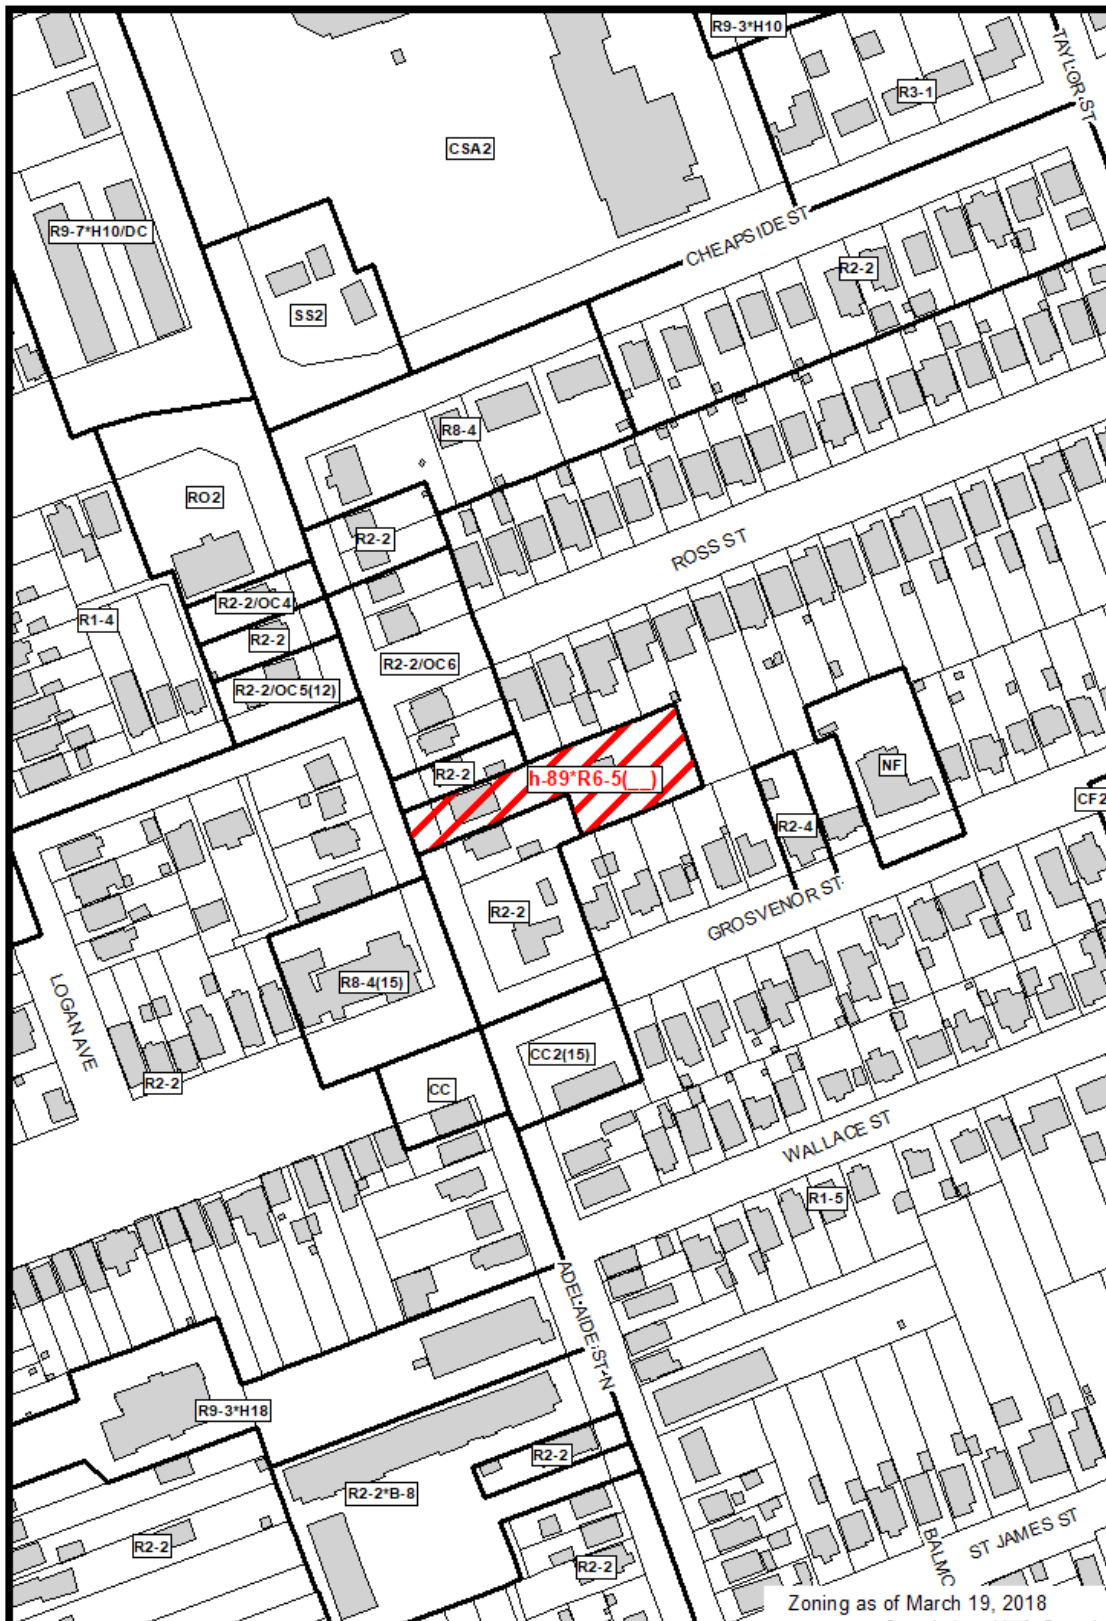 R9-3*H10
TAYLOR ST
R3-1
CSA2
CHEAPSIDE ST
R9-7*H10/DC
R2-2
SS2
R8-4
RO2
R2-2
ROSS ST
R2-2/OC4
R1-4
R2-2
R2-2/OC6
R2-2/OC5(12)
R2-2
h-89*R6-5(__)
NF
CF2
R2-4
R2-2
GROSVENOR ST
R8-4(15)
LOGAN AVE
CC2(15)
R2-2
CC
WALLACE ST
R1-5
ADELAIDE ST N
R9-3*H18
R2-2
R2-2*B-8
R2-2
R2-2
BALMO
ST JAMES ST
Zoning as of March 19, 2018